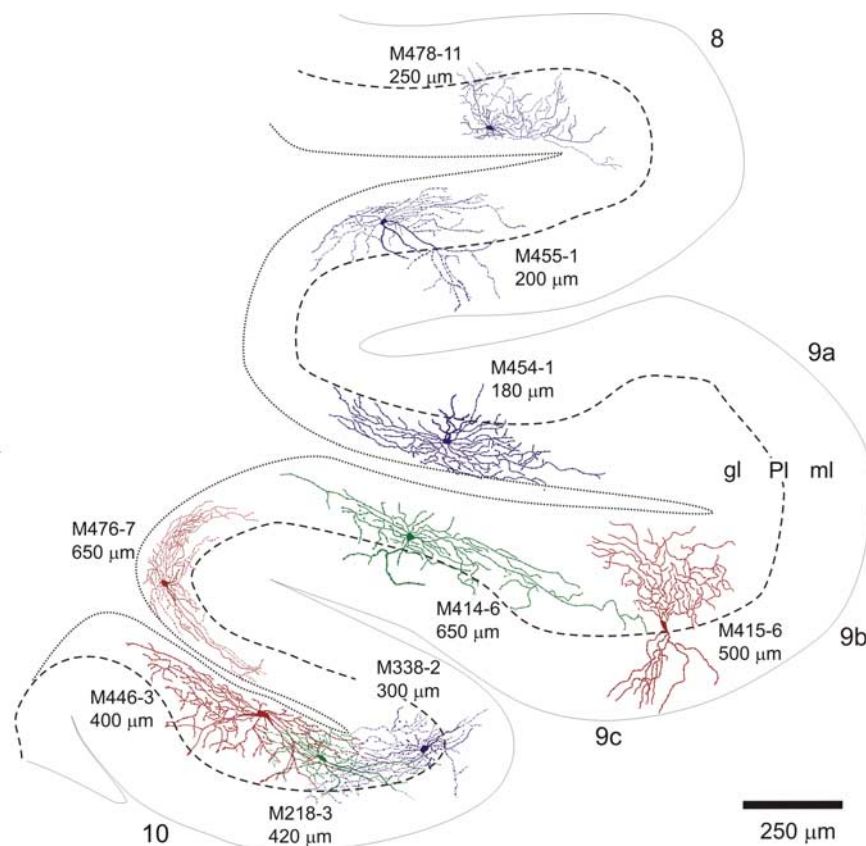 8
M478-11
250 µm
M455-1
200 µm
9a
M454-1
180 µm
gl Pl ml
M476-7
650 µm
M414-6
650 µm
M415-6
500 µm
9b
M338-2
300 µm
M446-3
400 µm
9c
M218-3
420 µm
10
250 µm